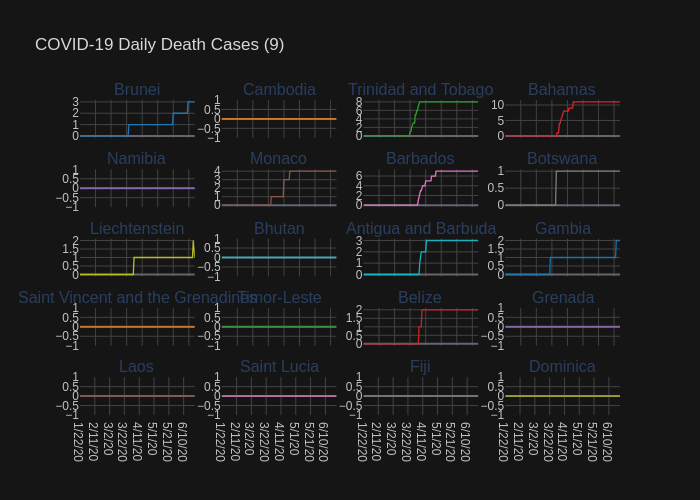 COVID-19 Daily Death Cases (9)
Brunei Cambodia Trinidad and Tobago Bahamas
3 2 1 0 1 0.5 0 −0.5 −1 8 6 4 2 0 10 5 0
Namibia Monaco Barbados Botswana
1 0.5 0 −0.5 −1 4 3 2 1 0 6 4 2 0 1 0.5 0
Liechtenstein Bhutan Antigua and Barbuda Gambia
2 1.5 1 0.5 0 1 0.5 0 −0.5 −1 3 2 1 0 2 1.5 1 0.5 0
Saint Vincent and the Grenadines Timor-Leste Belize Grenada
1 0.5 0 −0.5 −1 1 0.5 0 −0.5 −1 2 1.5 1 0.5 0 1 0.5 0 −0.5 −1
Laos Saint Lucia Fiji Dominica
1 0.5 0 −0.5 −1 1 0.5 0 −0.5 −1 1 0.5 0 −0.5 −1 1 0.5 0 −0.5 −1
1/22/20 2/11/20 3/2/20 3/22/20 4/11/20 5/1/20 5/21/20 6/10/20 1/22/20 2/11/20 3/2/20 3/22/20 4/11/20 5/1/20 5/21/20 6/10/20 1/22/20 2/11/20 3/2/20 3/22/20 4/11/20 5/1/20 5/21/20 6/10/20 1/22/20 2/11/20 3/2/20 3/22/20 4/11/20 5/1/20 5/21/20 6/10/20